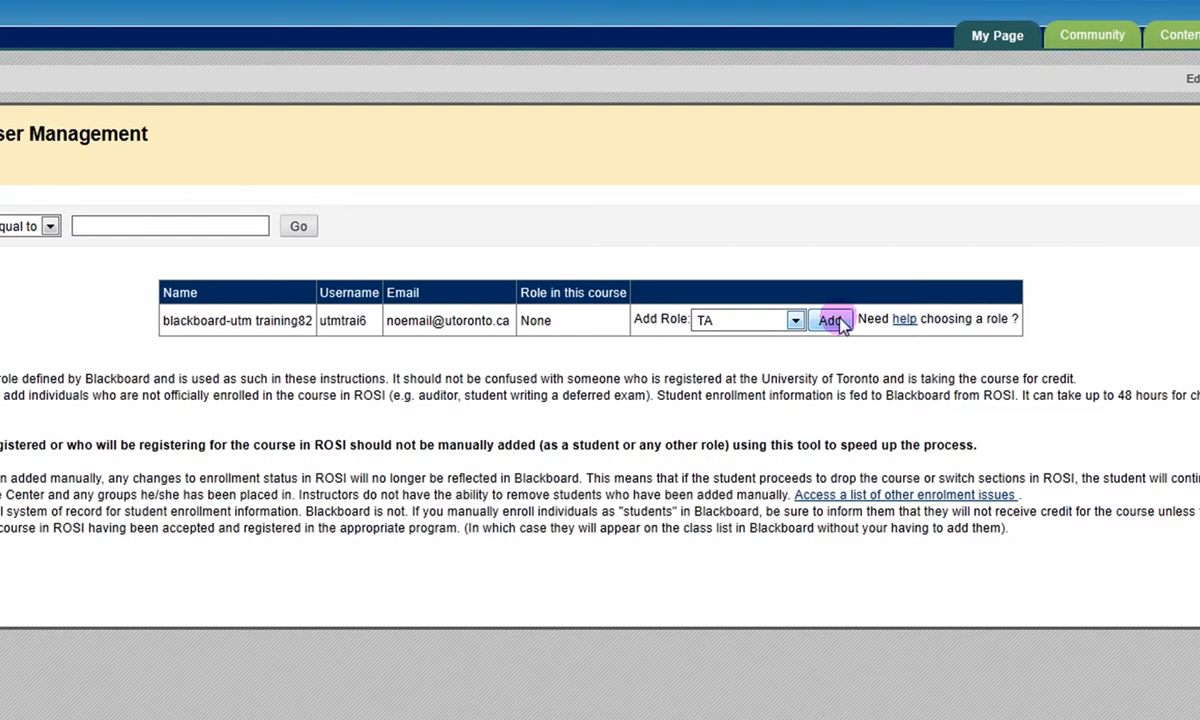 My Page
Community
ser Management
qual to
Go
Name Username Email Role in this course
blackboard-utm training82 utmtrai6 noemail@utoronto.ca None Add Role: TA Add Need help choosing a role ?
role defined by Blackboard and is used as such in these instructions. It should not be confused with someone who is registered at the University of Toronto and is taking the course for credit.
add individuals who are not officially enrolled in the course in ROSI (e.g. auditor, student writing a deferred exam). Student enrollment information is fed to Blackboard from ROSI. It can take up to 48 hours for
gistered or who will be registering for the course in ROSI should not be manually added (as a student or any other role) using this tool to speed up the process.
n added manually, any changes to enrollment status in ROSI will no longer be reflected in Blackboard. This means that if the student proceeds to drop the course or switch sections in ROSI, the student will
Center and any groups he/she has been placed in. Instructors do not have the ability to remove students who have been added manually. Access a list of other enrolment issues .
system of record for student enrollment information. Blackboard is not. If you manually enroll individuals as "students" in Blackboard, be sure to inform them that they will not receive credit for the course unless
course in ROSI having been accepted and registered in the appropriate program. (In which case they will appear on the class list in Blackboard without your having to add them).